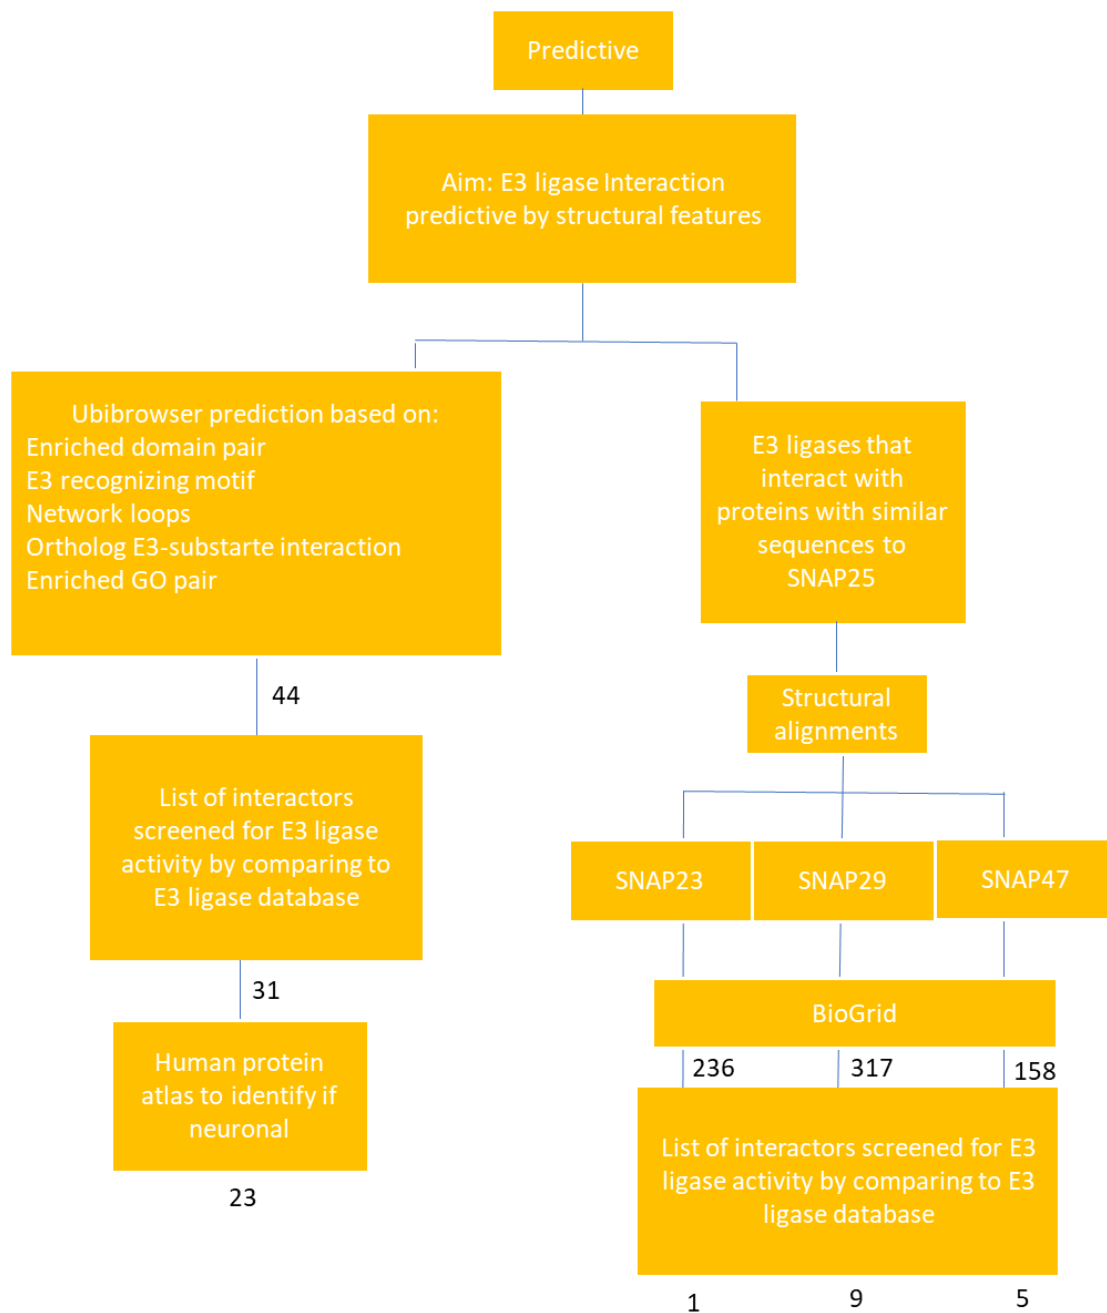 Predictive
Aim: E3 ligase Interaction
predictive by structural features
Ubibrowser prediction based on:
Enriched domain pair
E3 recognizing motif
Network loops
Ortholog E3-substarte interaction
Enriched GO pair
44
List of interactors
screened for E3 ligase
activity by comparing to
E3 ligase database
31
Human protein
atlas to identify if
neuronal
23
E3 ligases that
interact with
proteins with similar
sequences to
SNAP25
Structural
alignments
SNAP23
SNAP29
SNAP47
BioGrid
236
317
158
List of interactors screened for E3
ligase activity by comparing to E3
ligase database
1
9
5